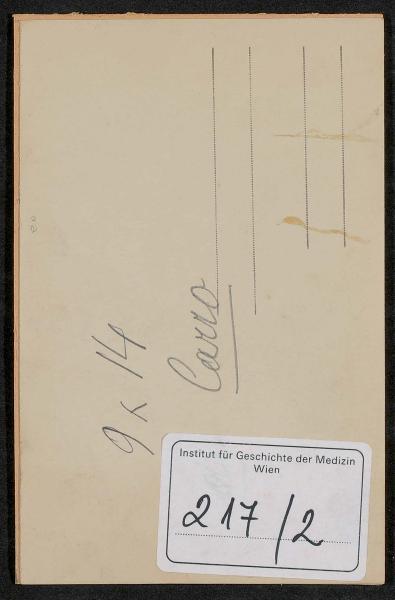 9 x 14
Carro
Institut für Geschichte der Medizin
Wien
217/2